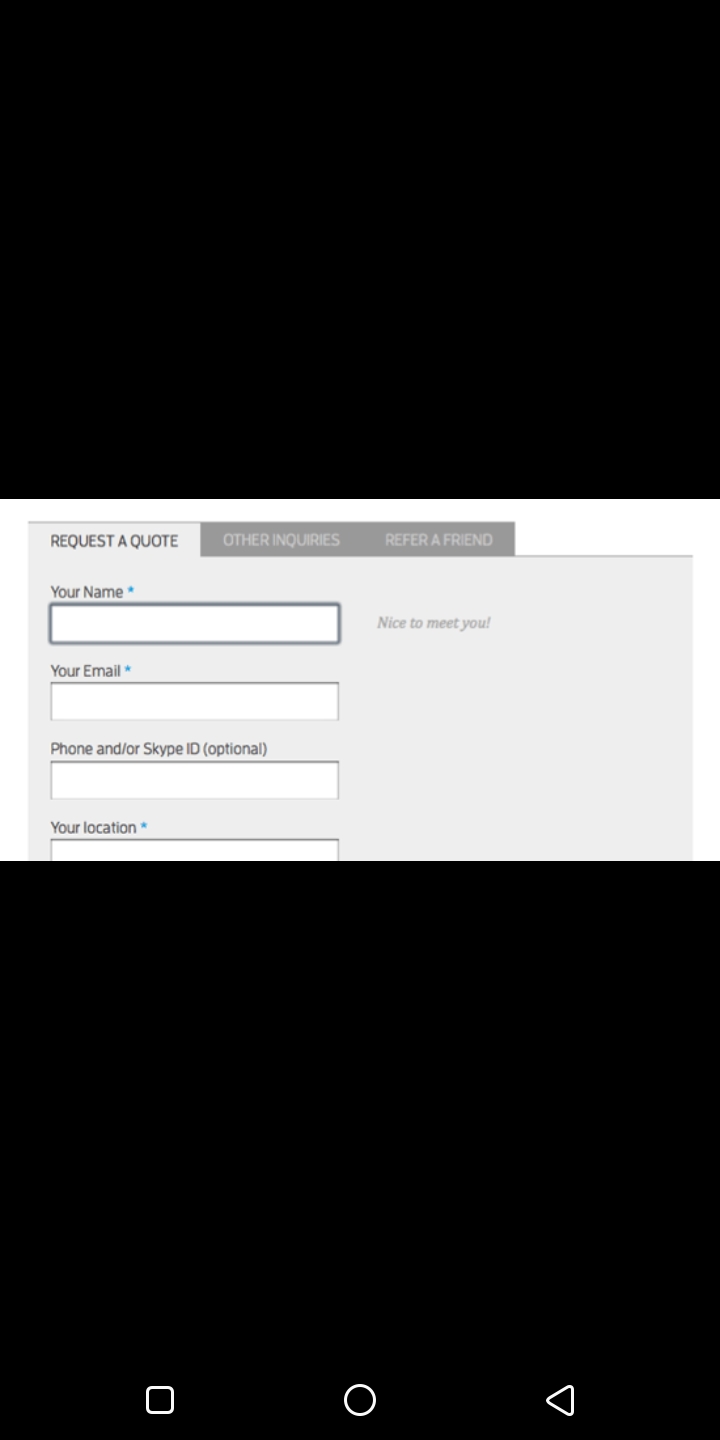 REQUEST A QUOTE OTHER INQUIRIES REFER A FRIEND
Your Name *
Nice to meet you!
Your Email *
Phone and/or Skype ID (optional)
Your location *